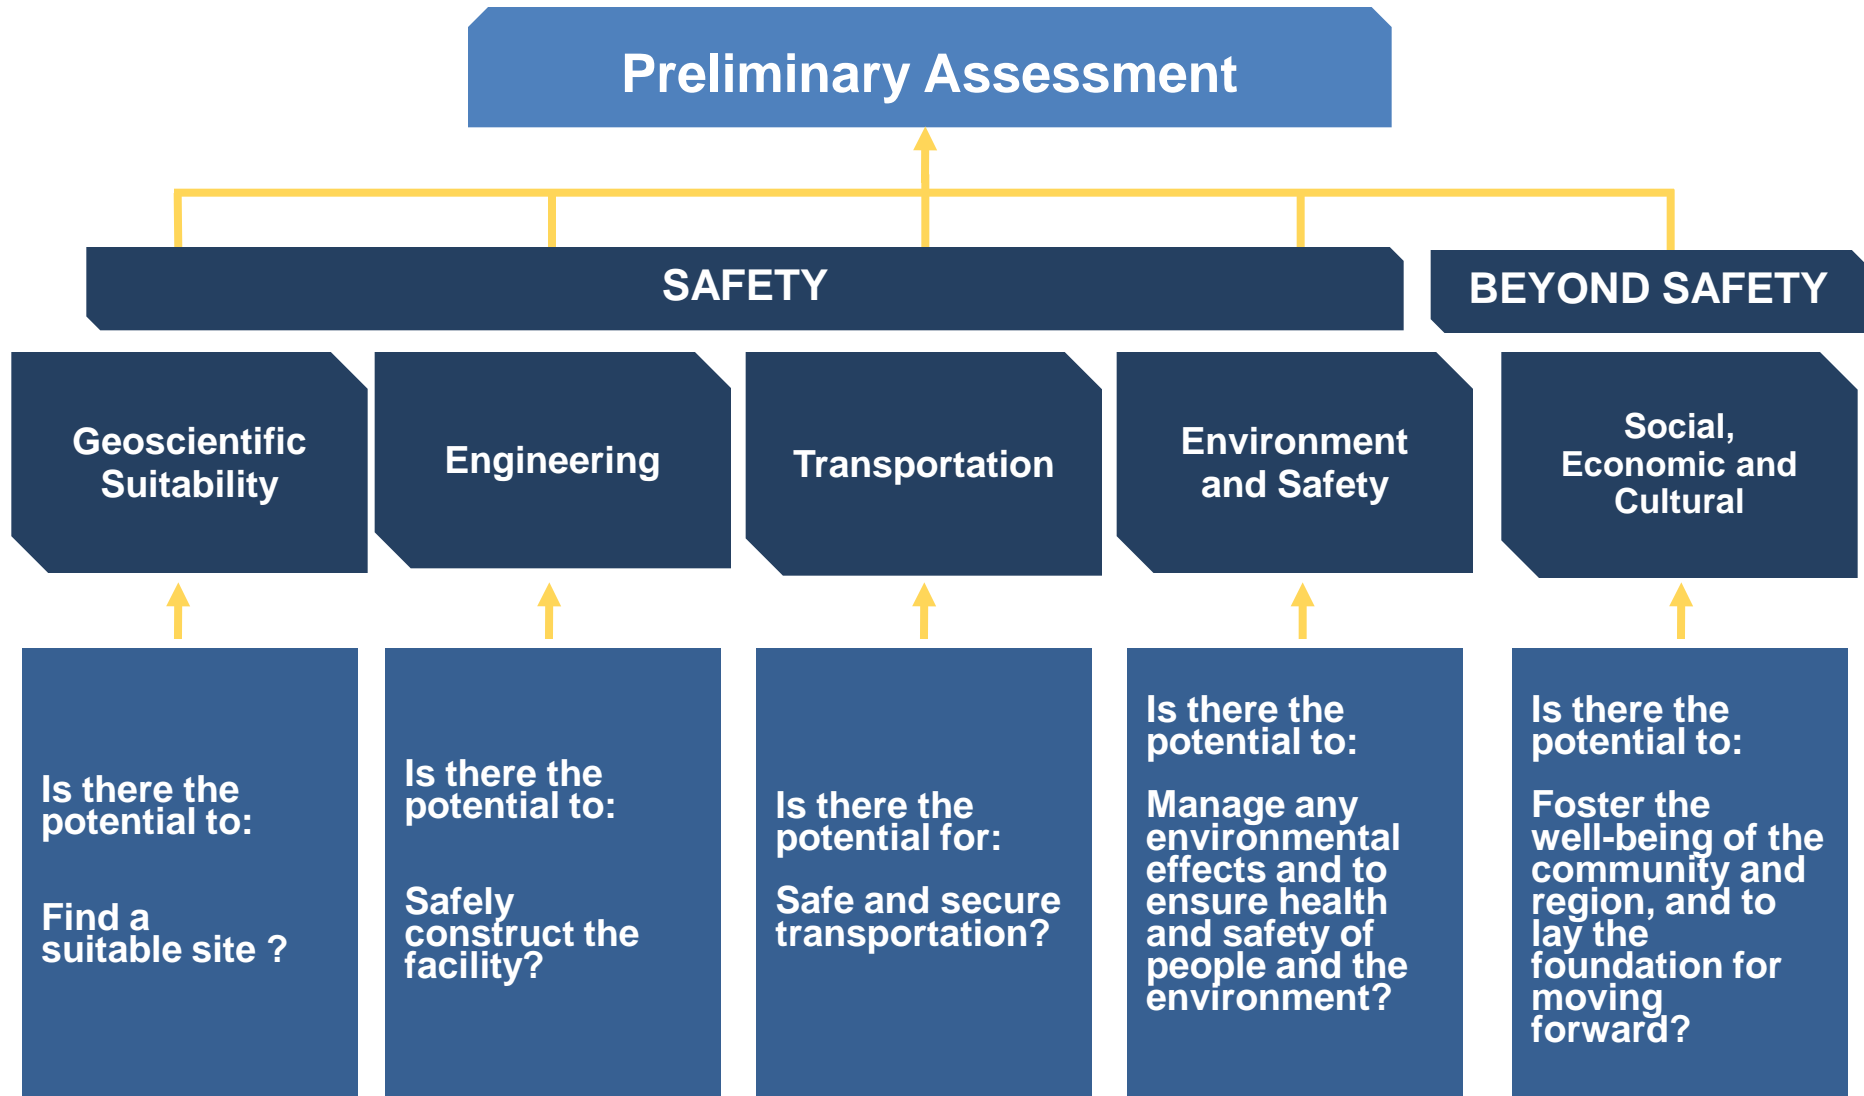 Preliminary Assessment
SAFETY
BEYOND SAFETY
Geoscientific
Suitability
Engineering
Transportation
Environment
and Safety
Social,
Economic and
Cultural
Is there the
potential to:
Find a
suitable site ?
Is there the
potential to:
Safely
construct the
facility?
Is there the
potential for:
Safe and secure
transportation?
Is there the
potential to:
Manage any
environmental
effects and to
ensure health
and safety of
people and the
environment?
Is there the
potential to:
Foster the
well-being of the
community and
region, and to
lay the
foundation for
moving
forward?